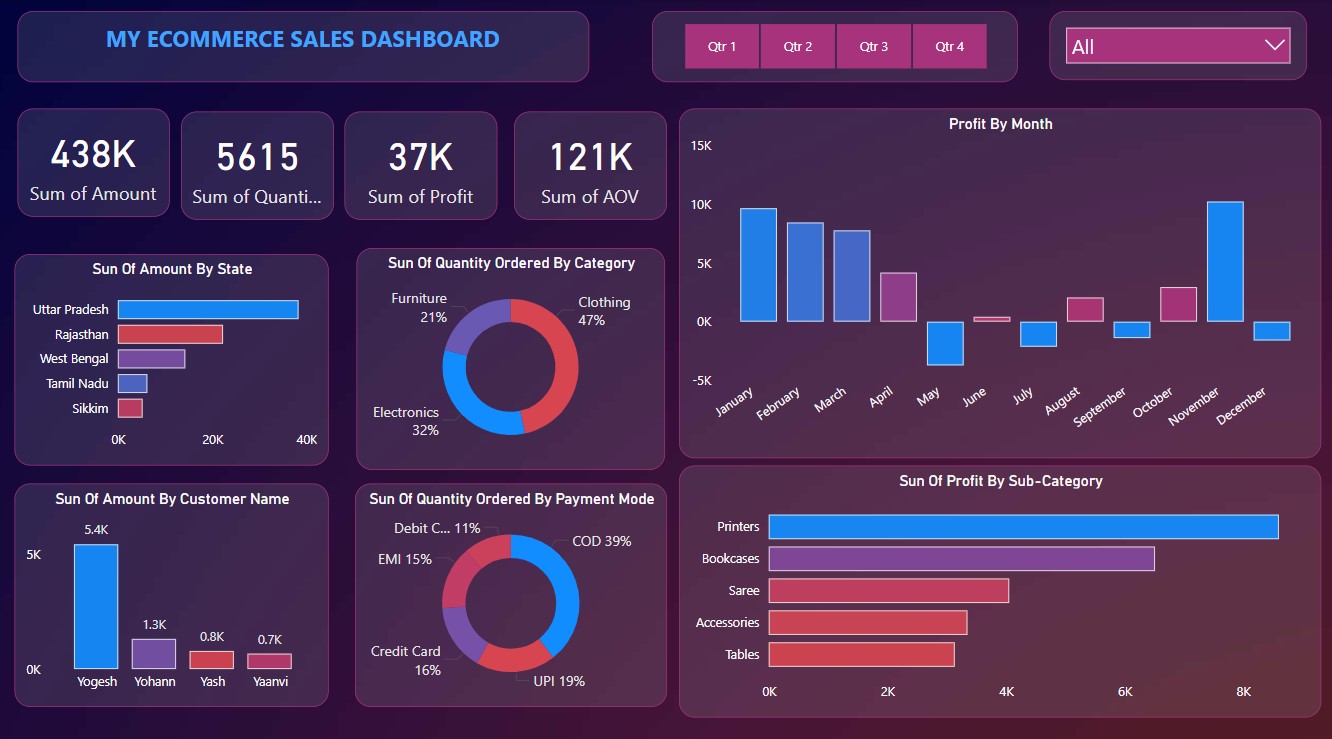 MY ECOMMERCE SALES DASHBOARD
Qtr 1
Qtr 2
Qtr 3
Qtr 4
All
438K
Sum of Amount
5615
Sum of Quanti...
37K
Sum of Profit
121K
Sum of AOV
Profit By Month
15K
10K
5K
0K
-5K
January
February
March
April
May
June
July
August
September
October
November
December
Sun Of Amount By State
Uttar Pradesh
Rajasthan
West Bengal
Tamil Nadu
Sikkim
0K
20K
40K
Sun Of Quantity Ordered By Category
Furniture
21%
Clothing
47%
Electronics
32%
Sun Of Amount By Customer Name
5K
0K
5.4K
1.3K
0.8K
0.7K
Yogesh
Yohann
Yash
Yaanvi
Sun Of Quantity Ordered By Payment Mode
Debit C... 11%
COD 39%
EMI 15%
Credit Card
16%
UPI 19%
Sun Of Profit By Sub-Category
Printers
Bookcases
Saree
Accessories
Tables
0K
2K
4K
6K
8K